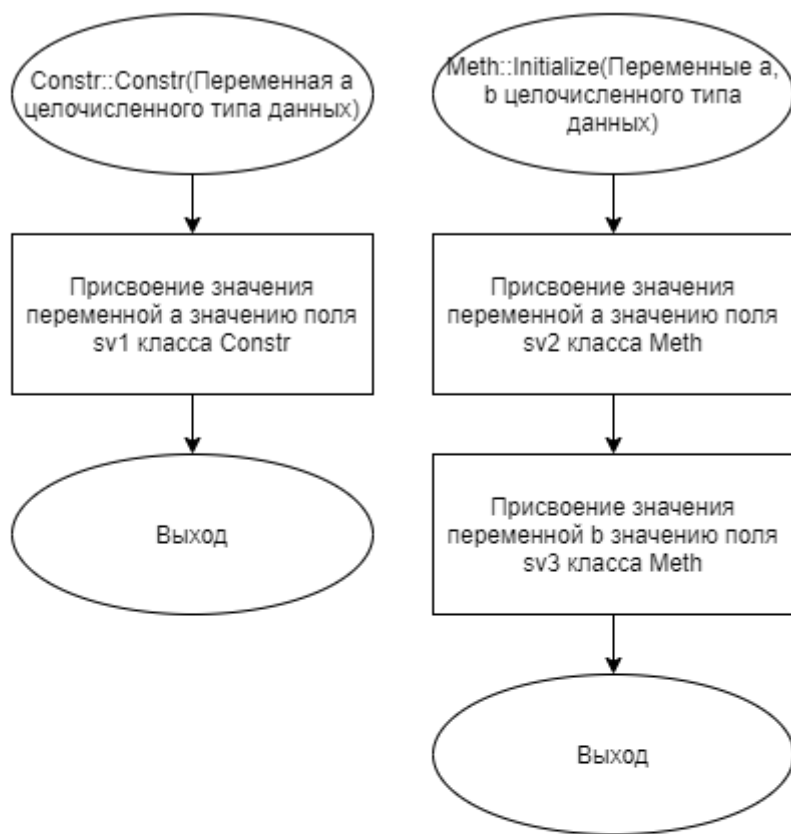 Constr::Constr(Переменная a
целочисленного типа данных)
Присвоение значения
переменной a значению поля
sv1 класса Constr
Выход
Meth::Initialize(Переменные a,
b целочисленного типа
данных)
Присвоение значения
переменной a значению поля
sv2 класса Meth
Присвоение значения
переменной b значению поля
sv3 класса Meth
Выход